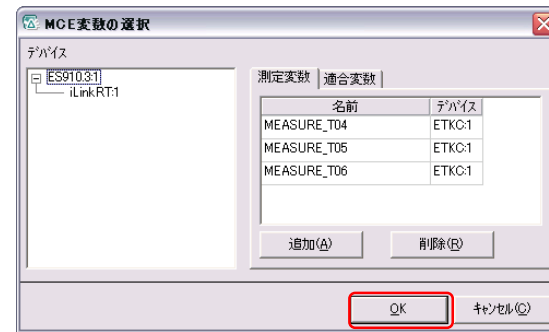 MCE変数の選択
デバイス
ES910.3:1
iLinkRT:1
測定変数 適合変数
名前 デバイス
MEASURE_T04 ETKC:1
MEASURE_T05 ETKC:1
MEASURE_T06 ETKC:1
追加(A) 削除(R)
OK キャンセル(C)